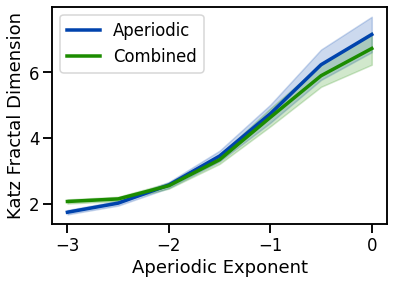 Aperiodic
Combined
Katz Fractal Dimension
6
4
2
−3
−2
−1
0
Aperiodic Exponent